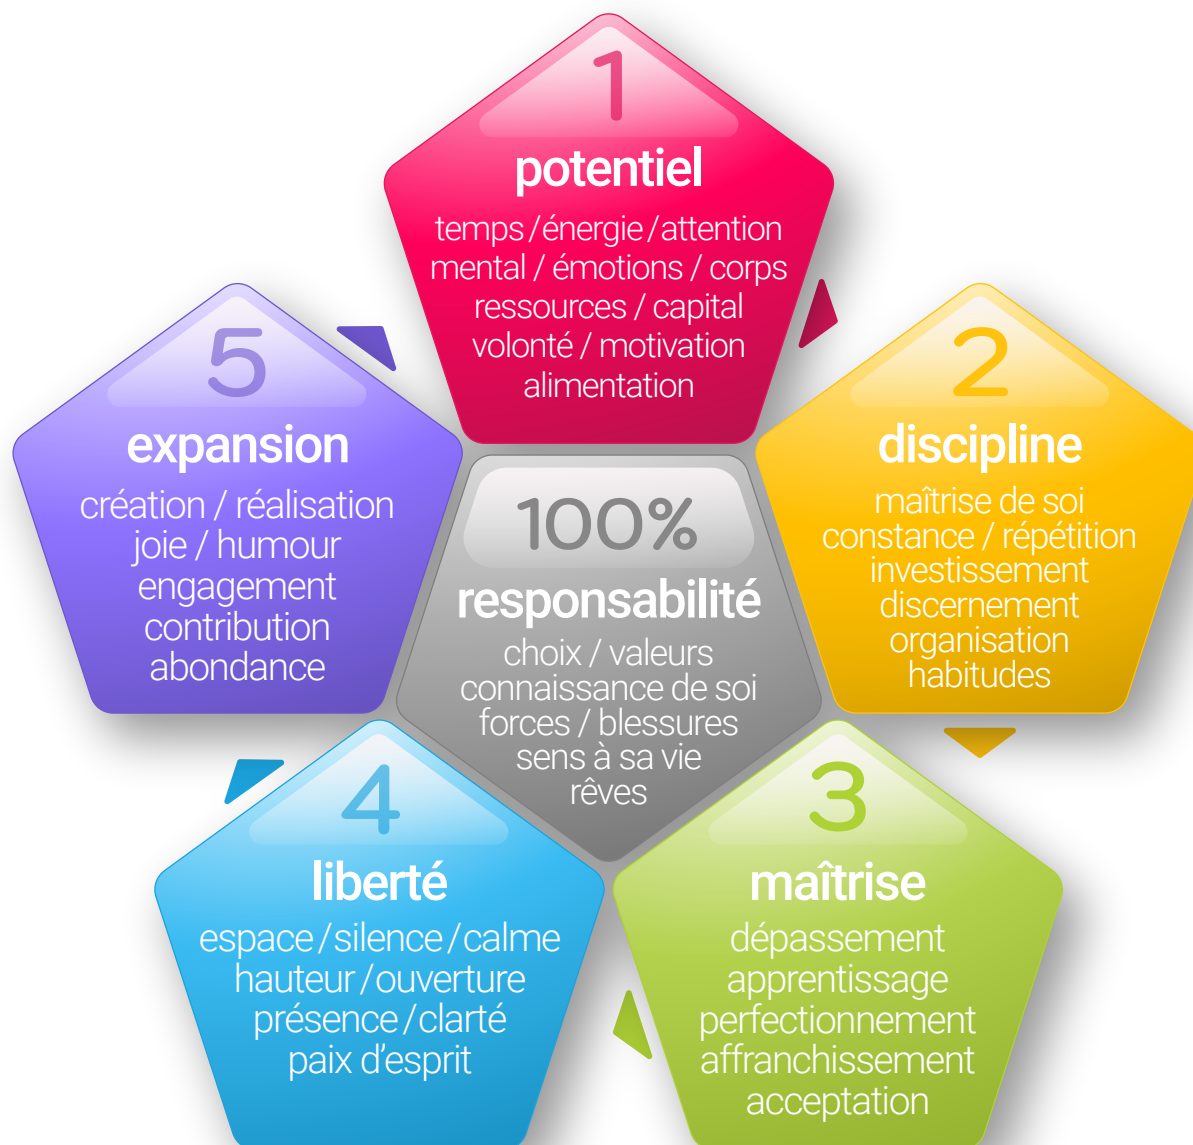 1
potentiel
temps / énergie / attention
mental / émotions / corps
ressources / capital
volonté / motivation
alimentation
2
discipline
maîtrise de soi
constance / répétition
investissement
discernement
organisation
habitudes
3
maîtrise
dépassement
apprentissage
perfectionnement
affranchissement
acceptation
4
liberté
espace / silence / calme
hauteur / ouverture
présence / clarté
paix d'esprit
5
expansion
création / réalisation
joie / humour
engagement
contribution
abondance
100%
responsabilité
choix / valeurs
connaissance de soi
forces / blessures
sens à sa vie
rêves